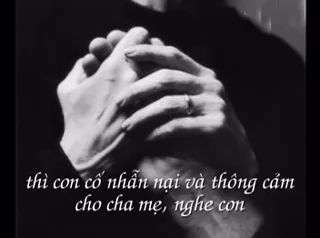 thì con cố nhẫn nại và thông cảm
cho cha mẹ, nghe con